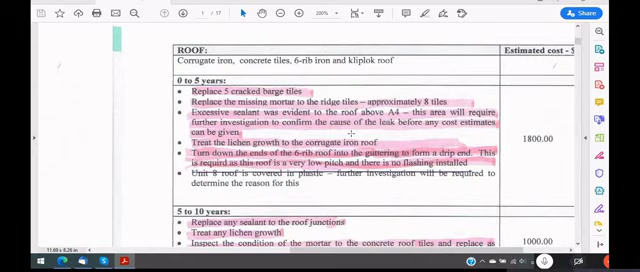 1 / 17
200%
ROOF:
Estimated cost - $
Corrugate iron, concrete tiles, 6-rib iron and kliplok roof
0 to 5 years:
Replace 5 cracked barge tiles
Replace the missing mortar to the ridge tiles – approximately 8 tiles
Excessive sealant was evident to the roof above A4 – this area will require
further investigation to confirm the cause of the leak before any cost estimates
can be given
1800.00
Treat the lichen growth to the corrugate iron roof
Turn down the ends of the 6-rib roof into the guttering to form a drip end. This
is requird as this roof is a very low pitch and there is no flashing installed
Unit 8 roof is covered in plastic – further investigation will be required to
determine the reason for this
5 to 10 years:
Replace any sealant to the roof junctions
Treat any lichen growth
1000.00
Inspect the condition of the mortar to the concrete roof tiles and replace as
11.69 x 8.26 in